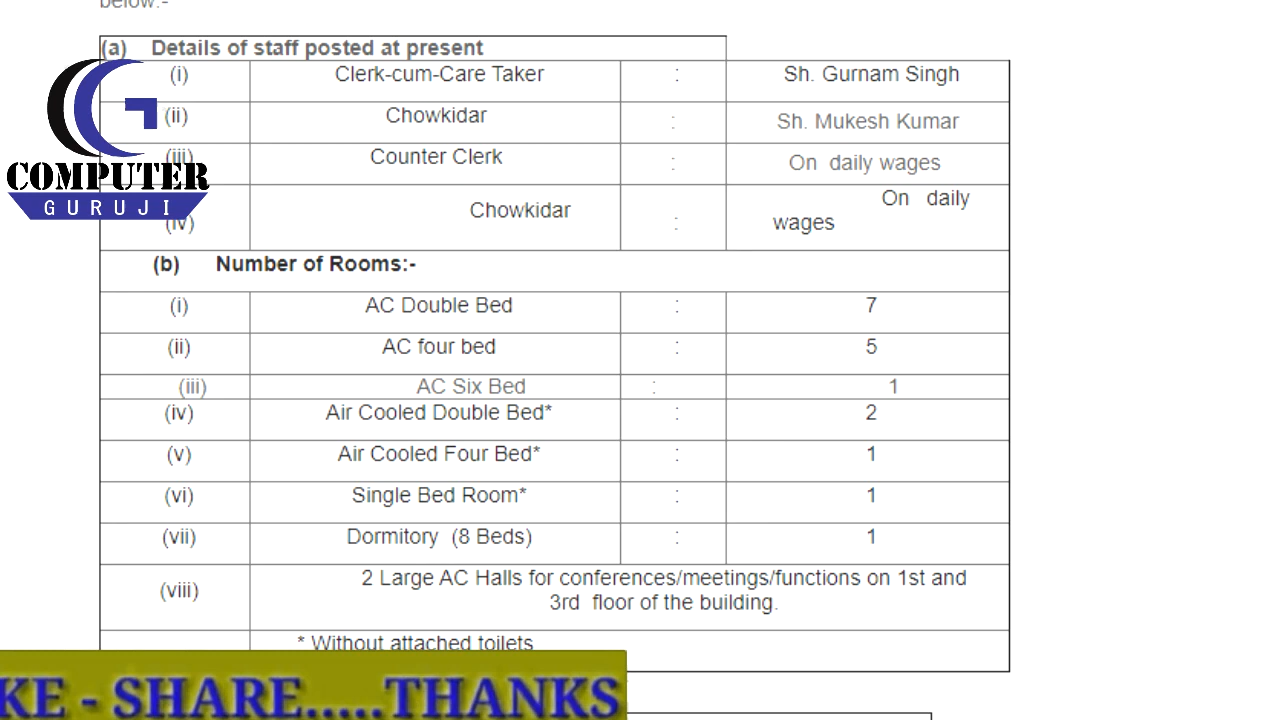 below:-
(a) Details of staff posted at present
(i) Clerk-cum-Care Taker : Sh. Gurnam Singh
(ii) Chowkidar : Sh. Mukesh Kumar
(iii) Counter Clerk : On daily wages
(iv) Chowkidar : On daily
wages
(b) Number of Rooms:-
(i) AC Double Bed : 7
(ii) AC four bed : 5
(iii) AC Six Bed : 1
(iv) Air Cooled Double Bed* : 2
(v) Air Cooled Four Bed* : 1
(vi) Single Bed Room* : 1
(vii) Dormitory (8 Beds) : 1
(viii) 2 Large AC Halls for conferences/meetings/functions on 1st and
3rd floor of the building.
* Without attached toilets
COMPUTER
GURUJI
KE - SHARE.....THANKS